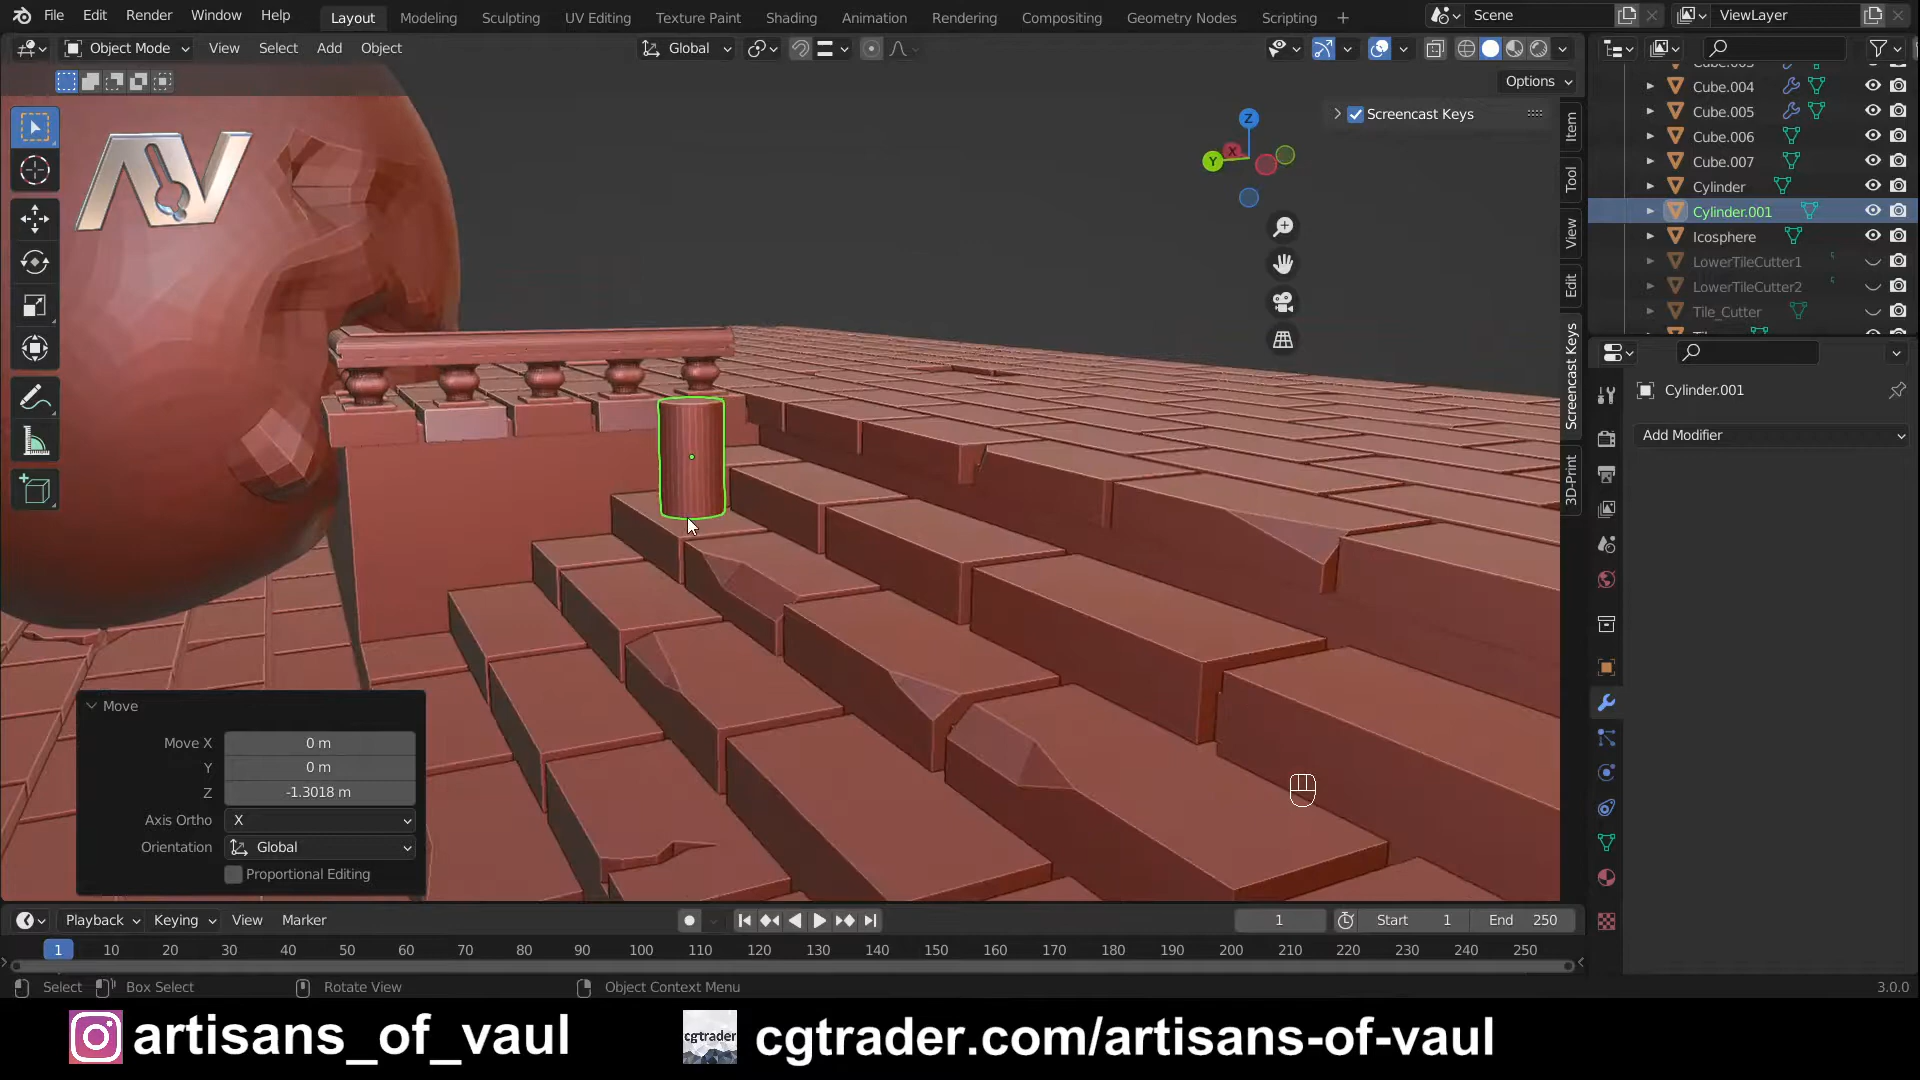 File Edit Render Window Help Layout Modeling Sculpting UV Editing Texture Paint Shading Animation Rendering Compositing Geometry Nodes Scripting + Scene ViewLayer
Object Mode View Select Add Object Global
Options
Screencast Keys
Z
Y
X
Item
Tool
View
Edit
Screencast Keys
3D-Print
Cube.004
Cube.005
Cube.006
Cube.007
Cylinder
Cylinder.001
Icosphere
LowerTileCutter1
LowerTileCutter2
Tile_Cutter
Cylinder.001
Add Modifier
AV
Move
Move X 0 m
Y 0 m
Z -1.3018 m
Axis Ortho X
Orientation Global
Proportional Editing
Playback Keying View Marker 1 Start 1 End 250
1 10 20 30 40 50 60 70 80 90 100 110 120 130 140 150 160 170 180 190 200 210 220 230 240 250
Select Box Select Rotate View Object Context Menu 3.0.0
artisans_of_vaul cgtrader cgtrader.com/artisans-of-vaul